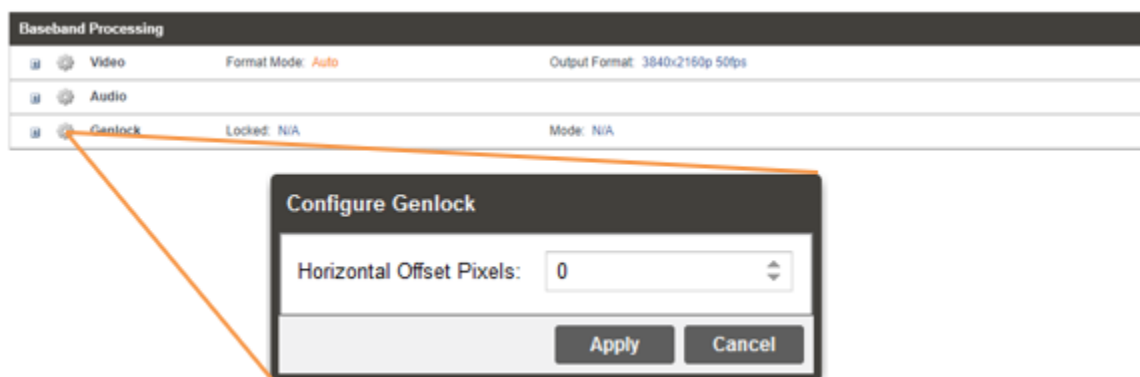 Baseband Processing
Video Format Mode: Auto Output Format: 3840x2160p 50fps
Audio
Genlock Locked: N/A Mode: N/A
Configure Genlock
Horizontal Offset Pixels: 0
Apply Cancel